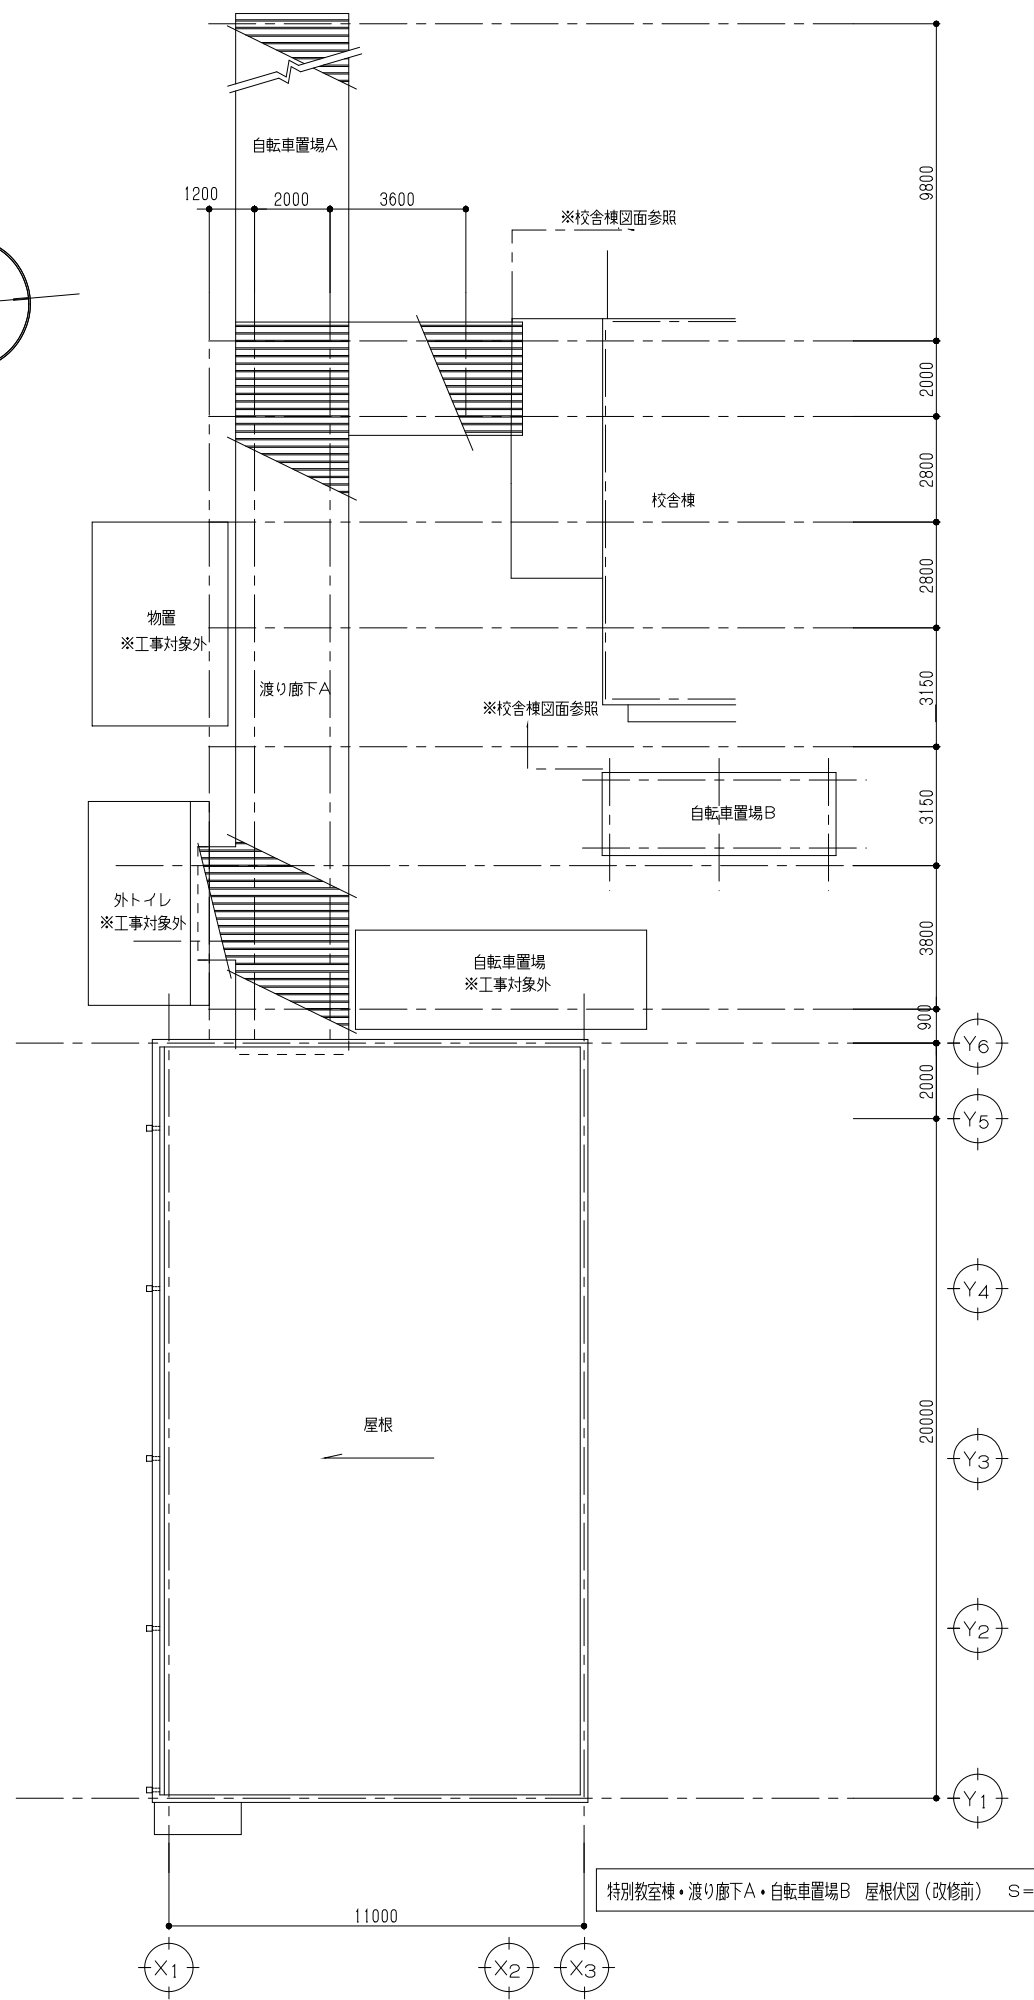 自転車置場A
9800
1200
2000
3600
※校舎棟図面参照
2000
2800
校舎棟
2800
物置
※工事対象外
渡り廊下A
3150
※校舎棟図面参照
3150
自転車置場B
外トイレ
※工事対象外
3800
自転車置場
※工事対象外
900
Y6
2000
Y5
Y4
屋根
20000
Y3
Y2
Y1
特別教室棟・渡り廊下A・自転車置場B 屋根伏図(改修前) S=
11000
X1
X2
X3